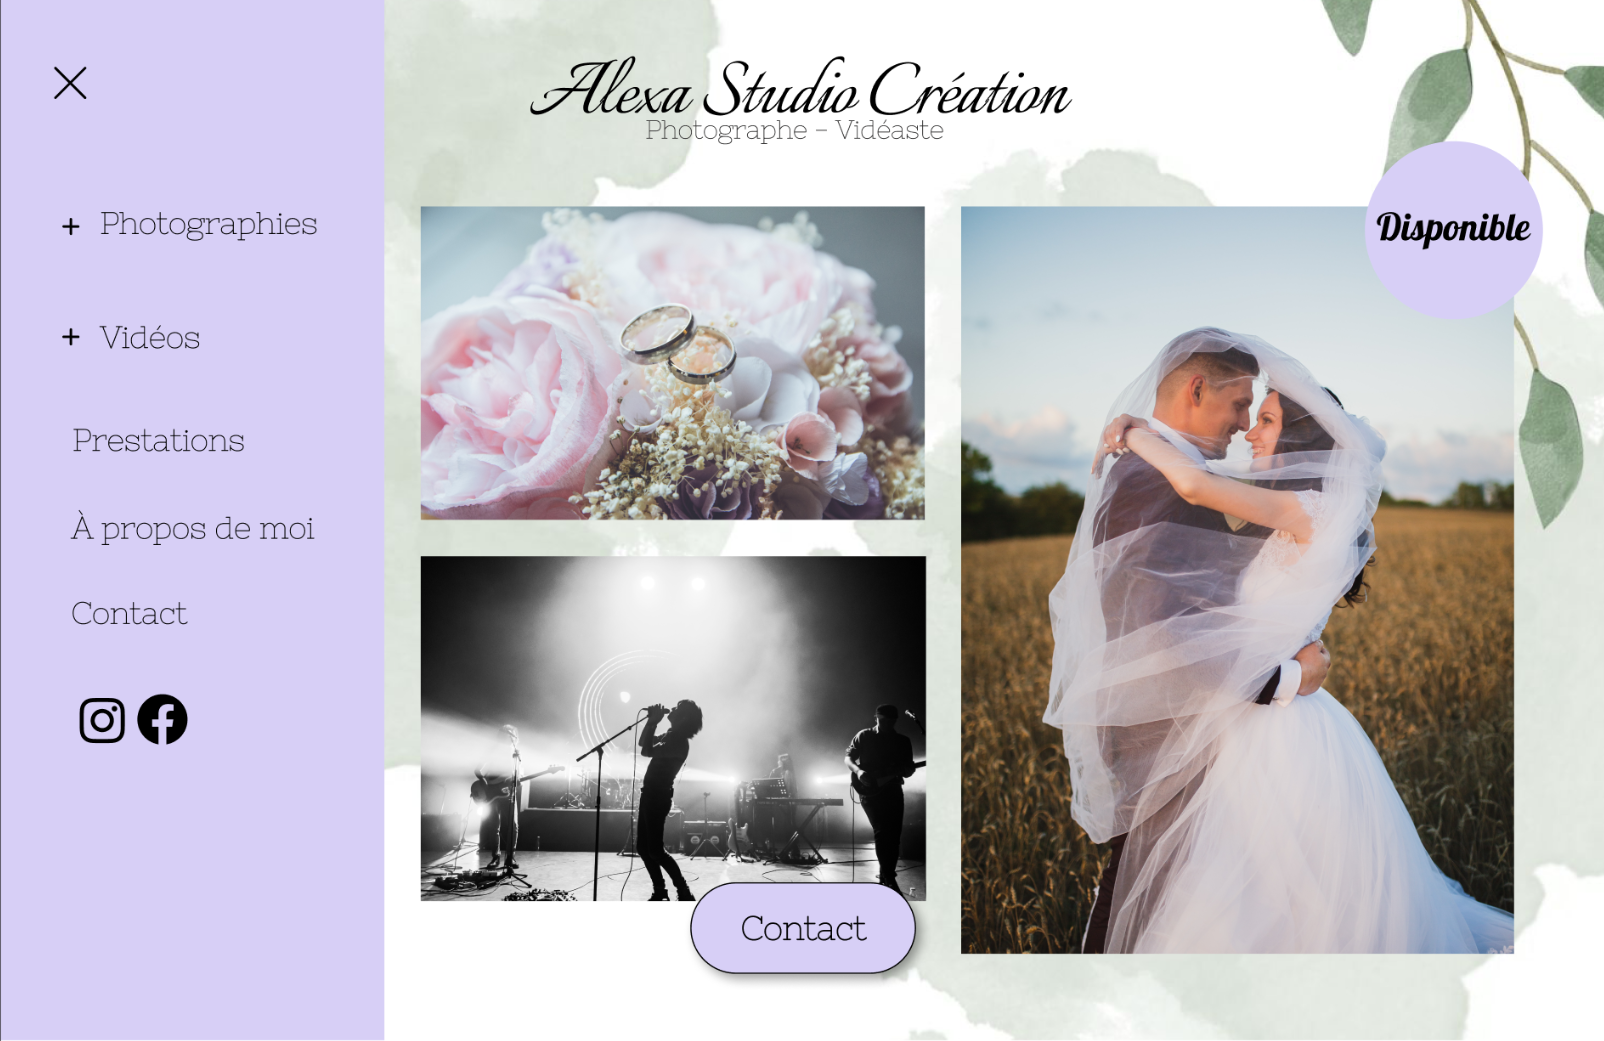 Alexa Studio Création
Photographe - Vidéaste
+ Photographies
+ Vidéos
Prestations
À propos de moi
Contact
Disponible
Contact